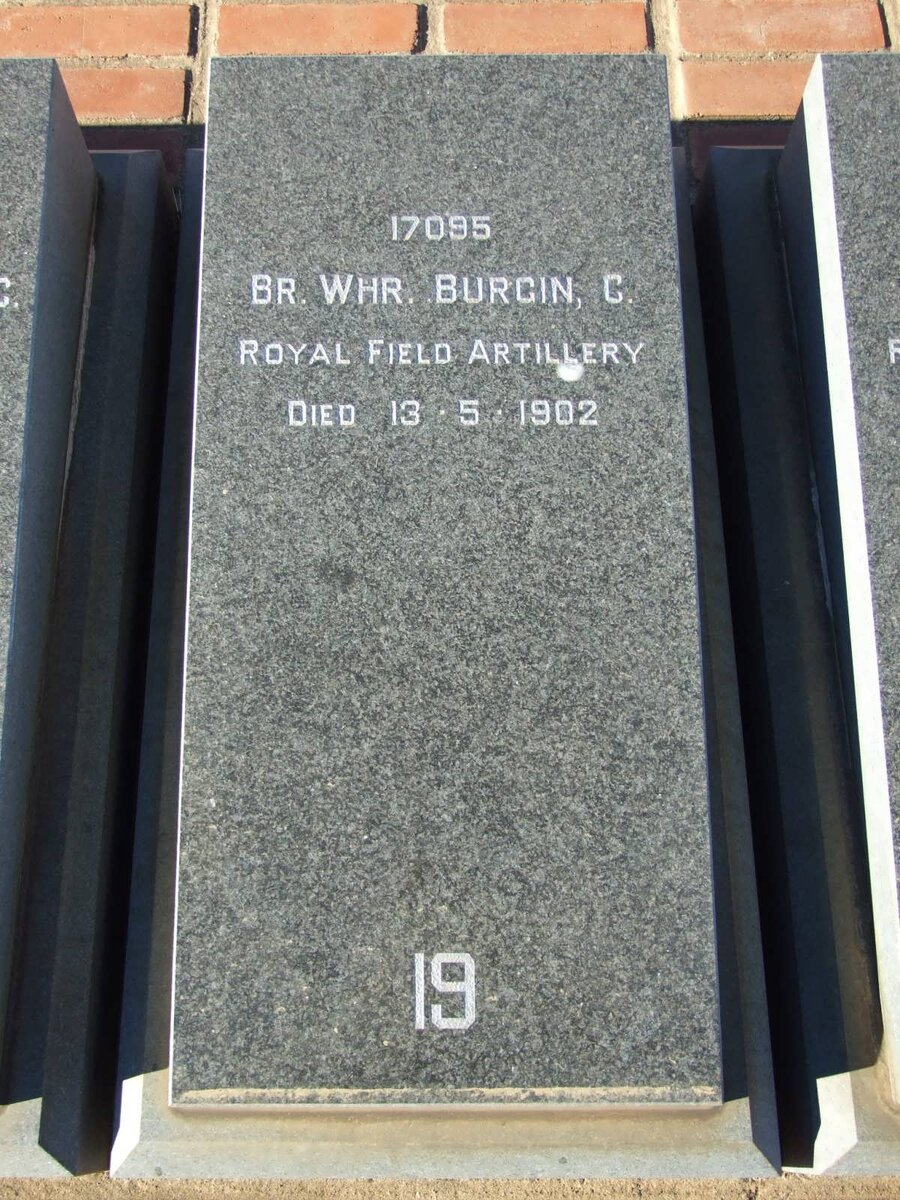 17095
BR. WHR. BURGIN, G.
ROYAL FIELD ARTILLERY
DIED 13 · 5 · 1902
19